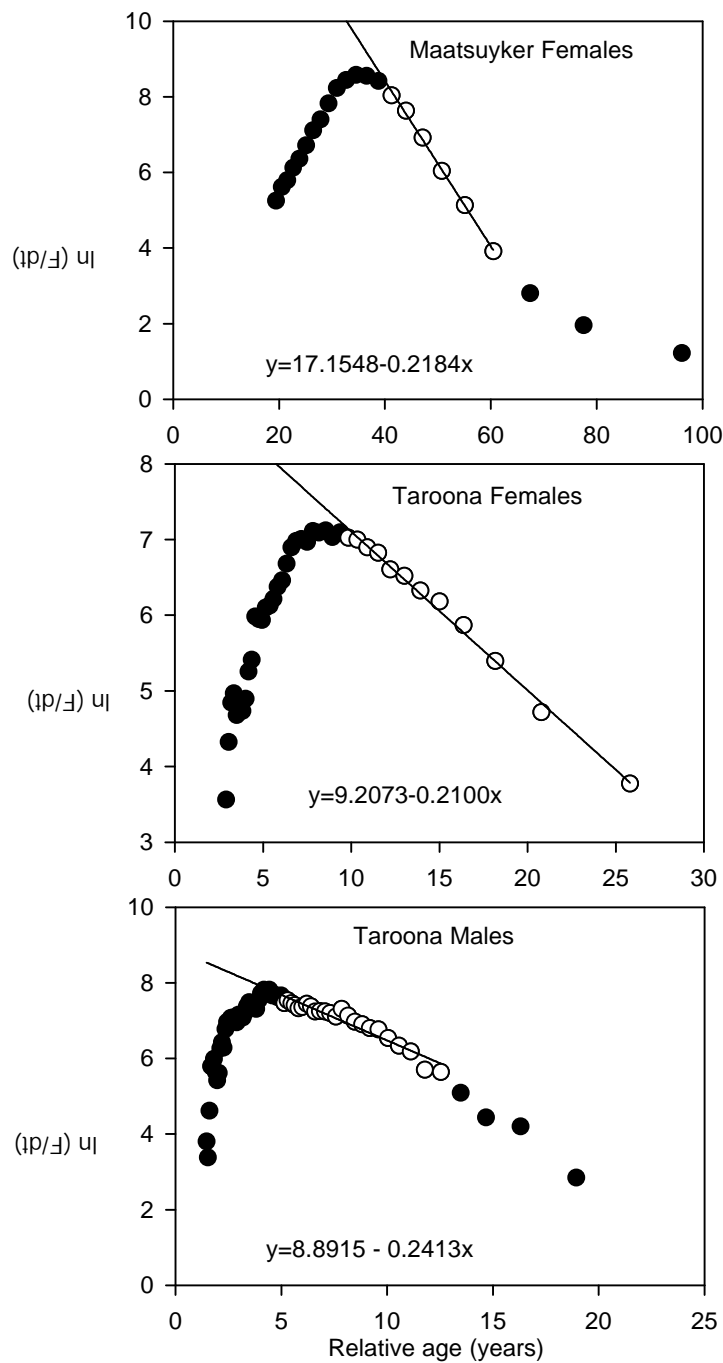 10
Maatsuyker Females
8
6
ln (F/dt)
4
2
y=17.1548-0.2184x
0
0 20 40 60 80 100
8
Taroona Females
7
6
5
ln (F/dt)
4
y=9.2073-0.2100x
3
0 5 10 15 20 25 30
10
Taroona Males
8
6
4
ln (F/dt)
2
y=8.8915 - 0.2413x
0
0 5 10 15 20 25
Relative age (years)